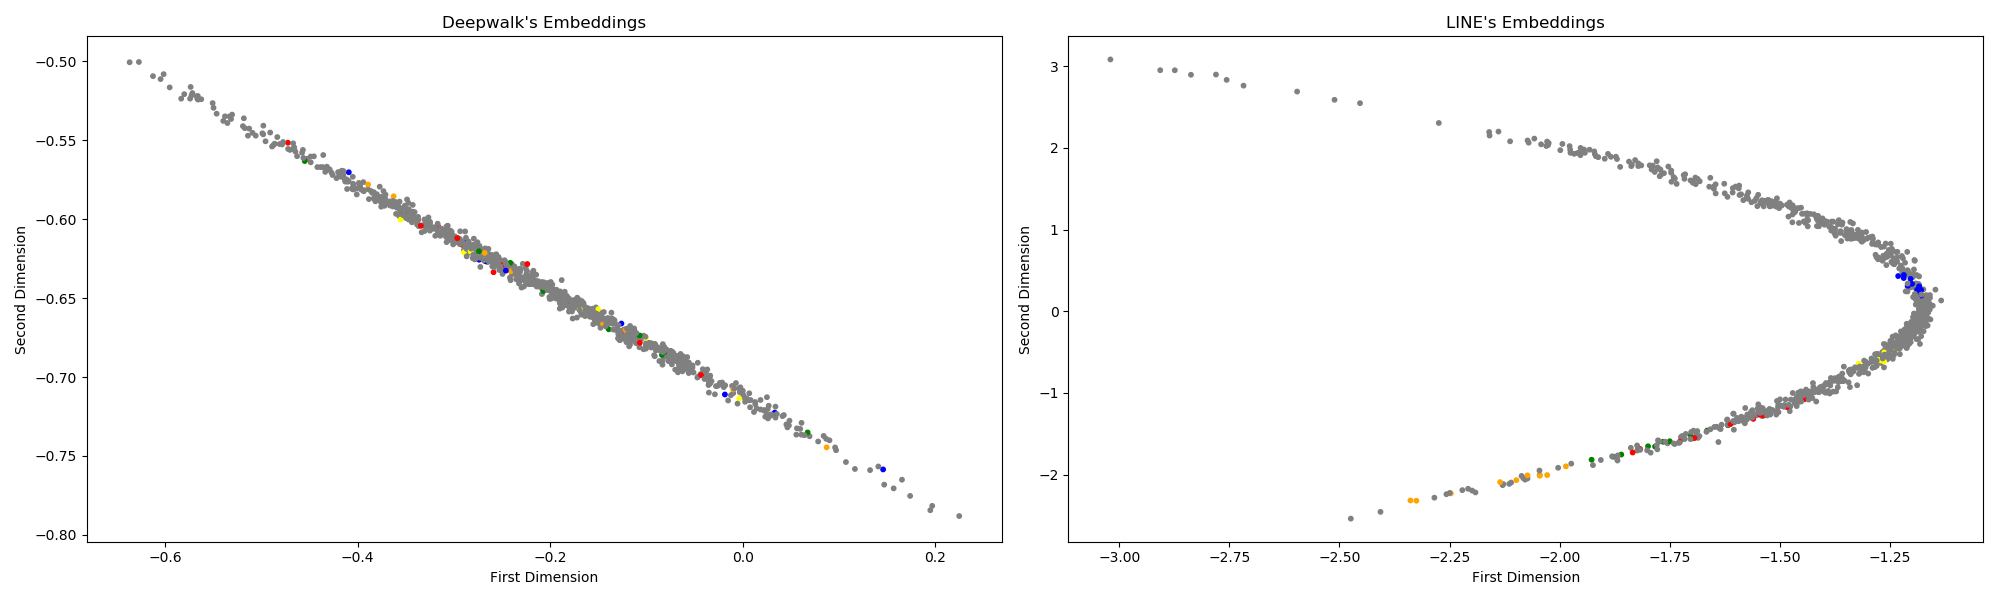 Deepwalk's Embeddings
Second Dimension
−0.50
−0.55
−0.60
−0.65
−0.70
−0.75
−0.80
−0.6 −0.4 −0.2 0.0 0.2
First Dimension
LINE's Embeddings
Second Dimension
3
2
1
0
−1
−2
−3.00 −2.75 −2.50 −2.25 −2.00 −1.75 −1.50 −1.25
First Dimension